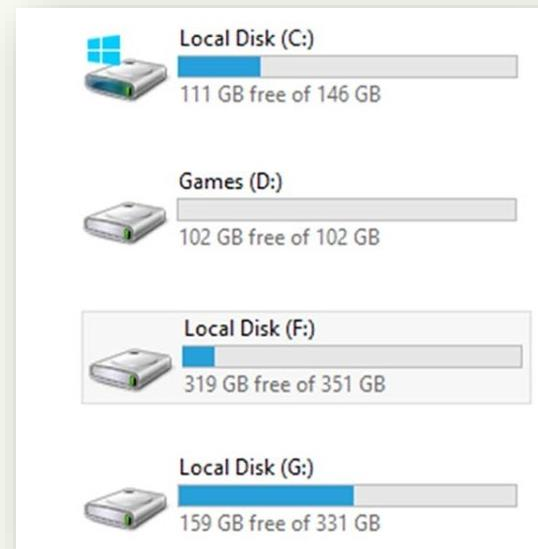 Local Disk (C:)
111 GB free of 146 GB
Games (D:)
102 GB free of 102 GB
Local Disk (F:)
319 GB free of 351 GB
Local Disk (G:)
159 GB free of 331 GB